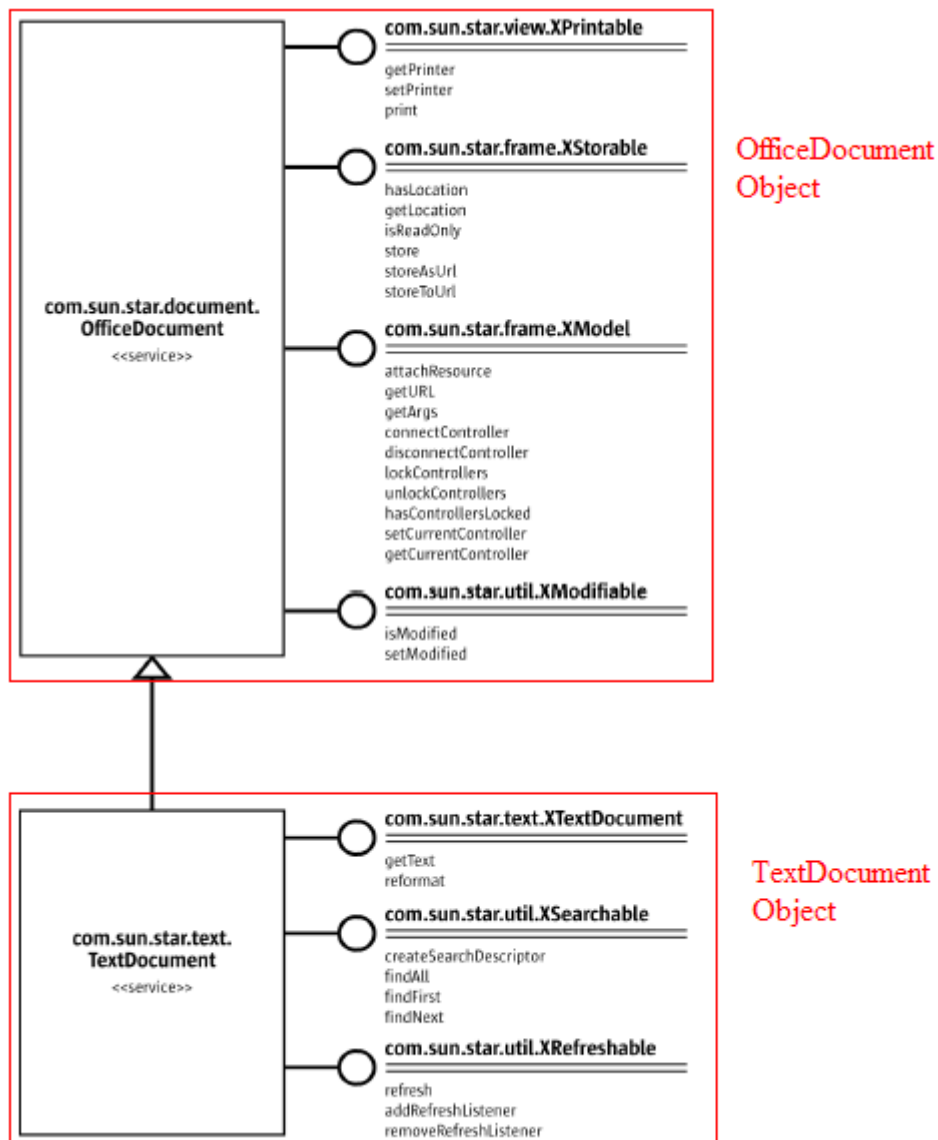 com.sun.star.view.XPrintable
getPrinter
setPrinter
print
com.sun.star.frame.XStorable
hasLocation
getLocation
isReadOnly
store
storeAsUrl
storeToUrl
com.sun.star.document.
OfficeDocument
<<service>>
com.sun.star.frame.XModel
attachResource
getURL
getArgs
connectController
disconnectController
lockControllers
unlockControllers
hasControllersLocked
setCurrentController
getCurrentController
com.sun.star.util.XModifiable
isModified
setModified
OfficeDocument
Object
com.sun.star.text.XTextDocument
getText
reformat
com.sun.star.util.XSearchable
createSearchDescriptor
findAll
findFirst
findNext
com.sun.star.text.
TextDocument
<<service>>
com.sun.star.util.XRefreshable
refresh
addRefreshListener
removeRefreshListener
TextDocument
Object